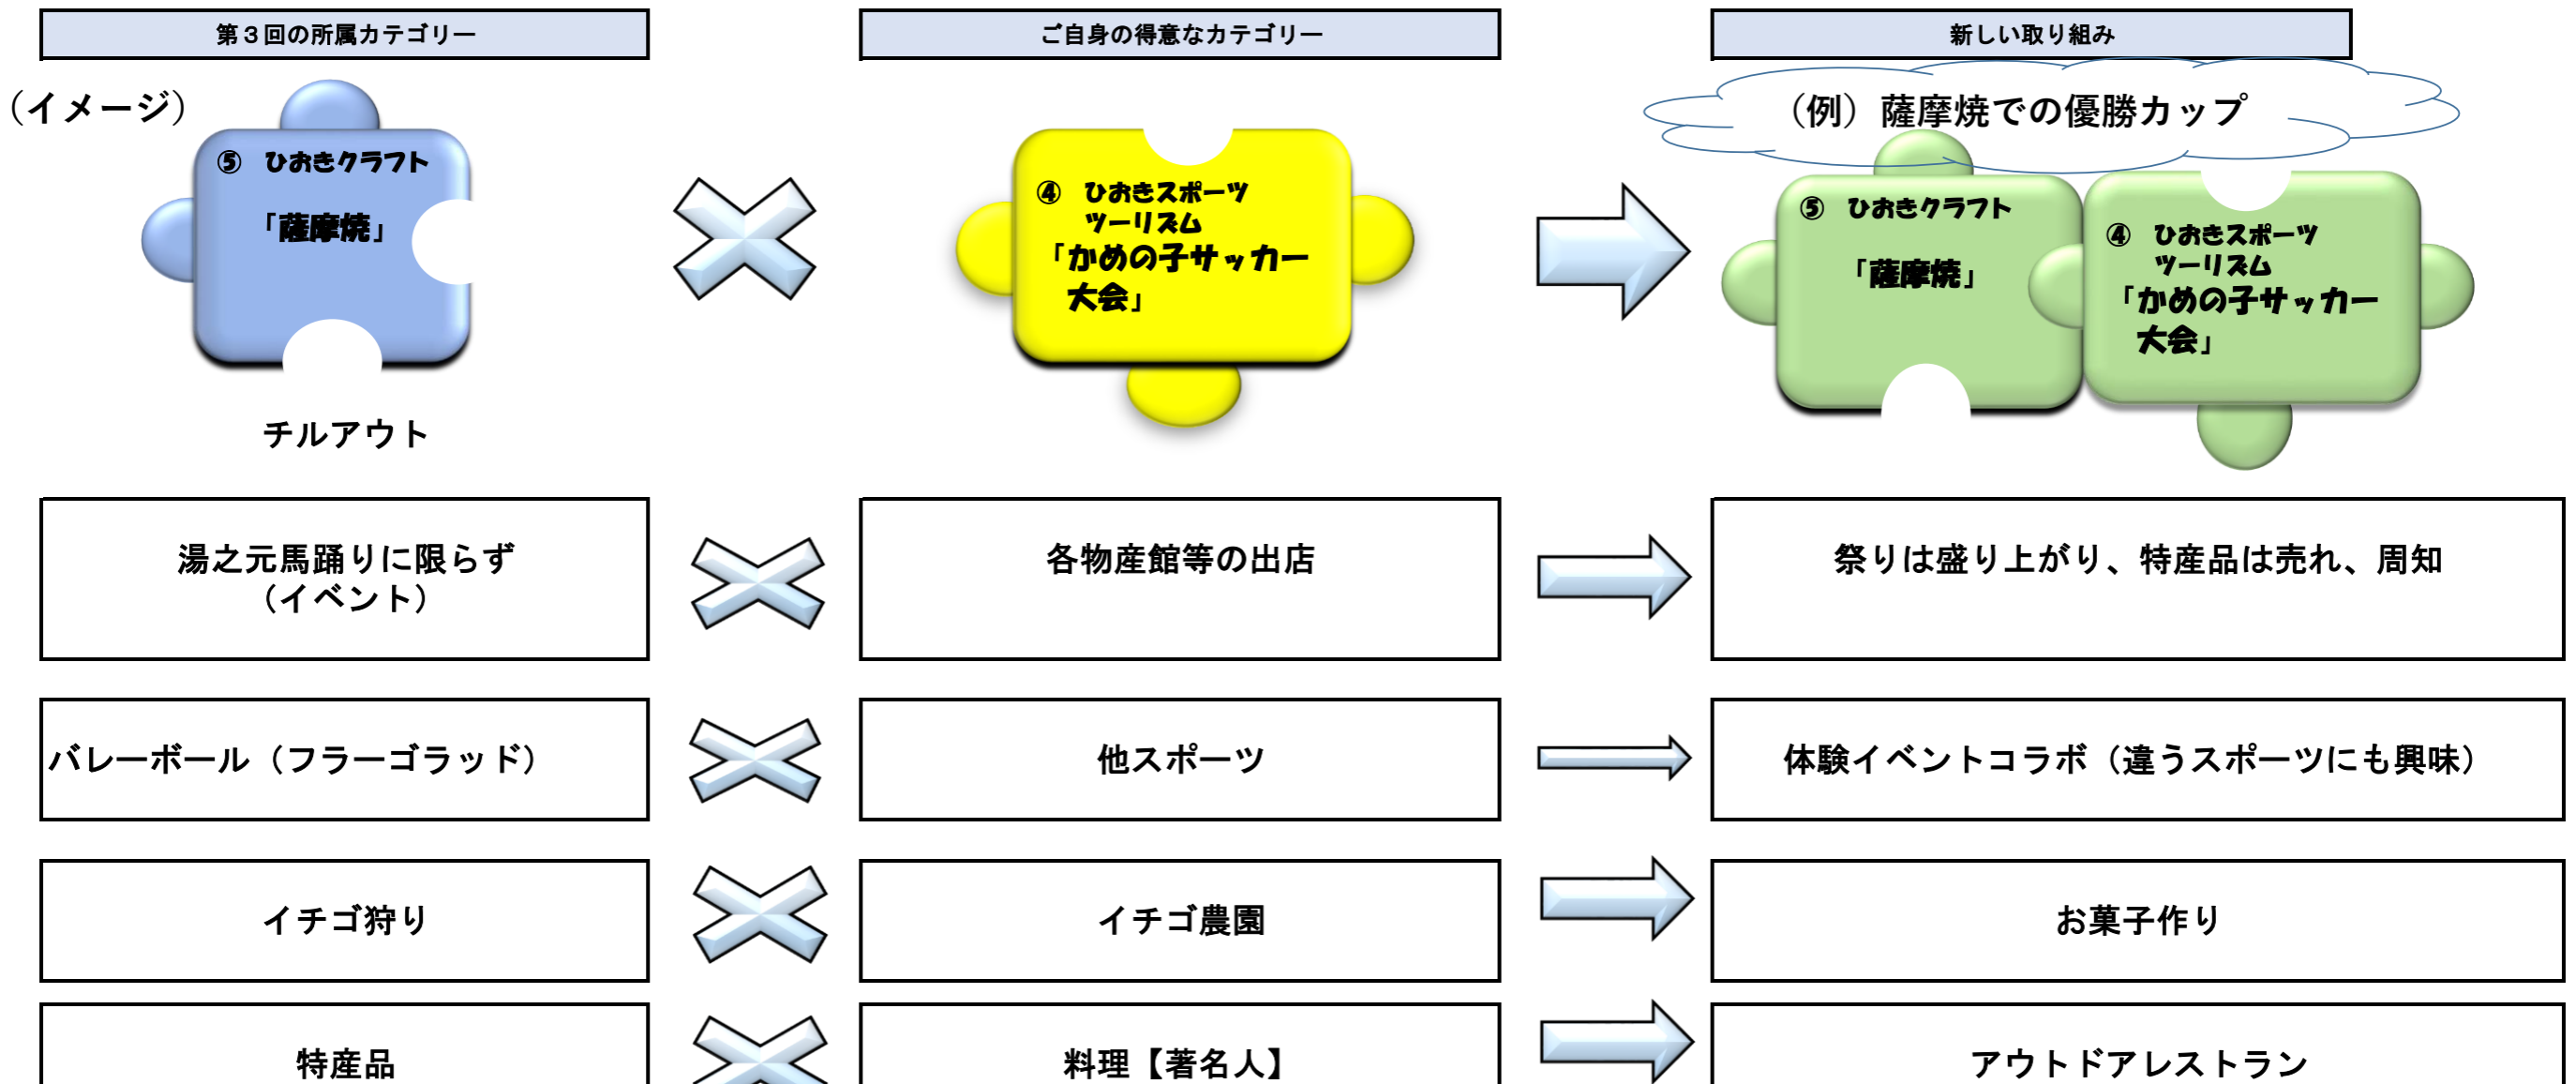 第３回の所属カテゴリー
ご自身の得意なカテゴリー
新しい取り組み
（イメージ）
⑤　ひおきクラフト
「薩摩焼」
④　ひおきスポーツ
ツーリズム
「かめの子サッカー
大会」
（例）薩摩焼での優勝カップ
⑤　ひおきクラフト
「薩摩焼」
④　ひおきスポーツ
ツーリズム
「かめの子サッカー
大会」
チルアウト
湯之元馬踊りに限らず
（イベント）
各物産館等の出店
祭りは盛り上がり、特産品は売れ、周知
バレーボール（フラーゴラッド）
他スポーツ
体験イベントコラボ（違うスポーツにも興味）
イチゴ狩り
イチゴ農園
お菓子作り
特産品
料理【著名人】
アウトドアレストラン